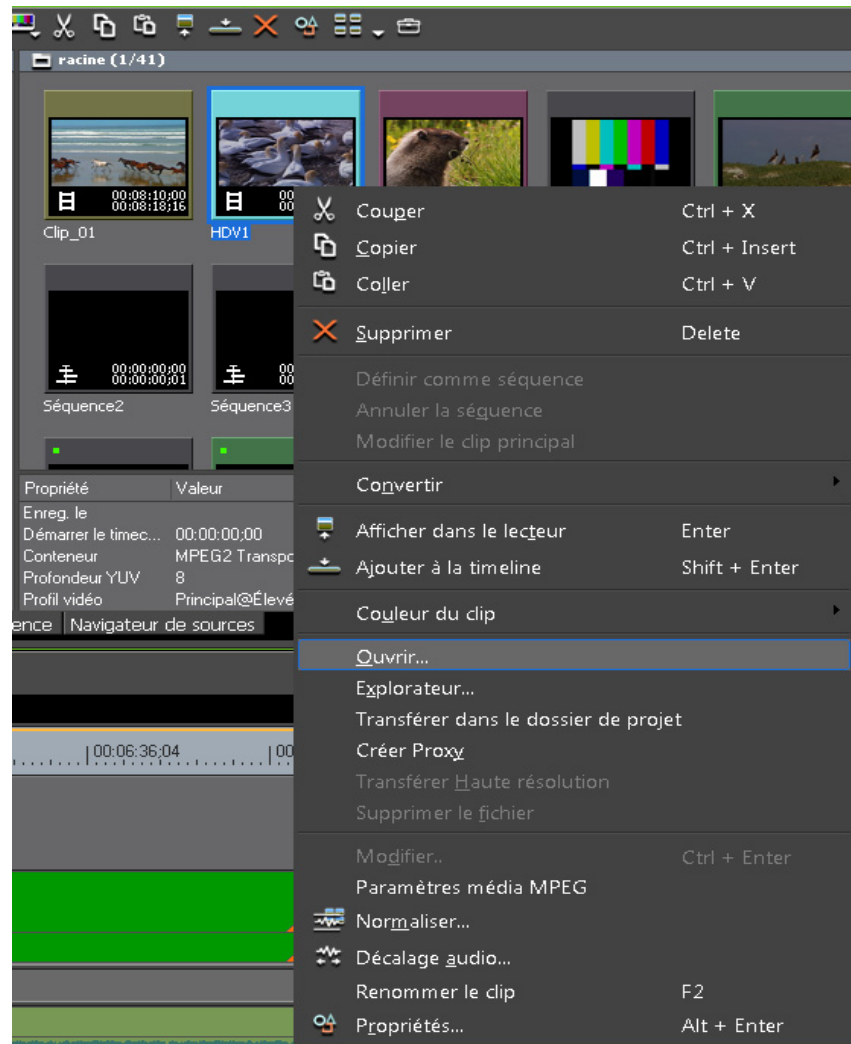 racine (1/41)
00:08:10;00
00:08:18;16
00
Clip_01
HDV1
00:00:00;00
00:00:00;01
00
00
Séquence2
Séquence3
Propriété Valeur
Enreg. le
Démarrer le timec... 00:00:00;00
Conteneur MPEG2 Transpo
Profondeur YUV 8
Profil vidéo Principal@Élevé
ence Navigateur de sources
00:06:36;04 00
Couper Ctrl + X
Copier Ctrl + Insert
Coller Ctrl + V
Supprimer Delete
Définir comme séquence
Annuler la séquence
Modifier le clip principal
Convertir
Afficher dans le lecteur Enter
Ajouter à la timeline Shift + Enter
Couleur du clip
Ouvrir...
Explorateur...
Transférer dans le dossier de projet
Créer Proxy
Transférer Haute résolution
Supprimer le fichier
Modifier.. Ctrl + Enter
Paramètres média MPEG
Normaliser...
Décalage audio...
Renommer le clip F2
Propriétés... Alt + Enter